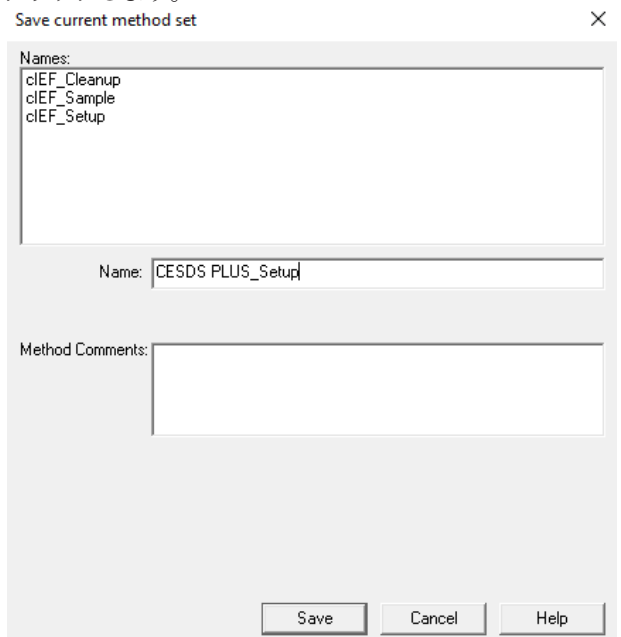 Save current method set
Names:
cIEF_Cleanup
cIEF_Sample
cIEF_Setup
Name: CESDS PLUS_Setup
Method Comments:
Save Cancel Help